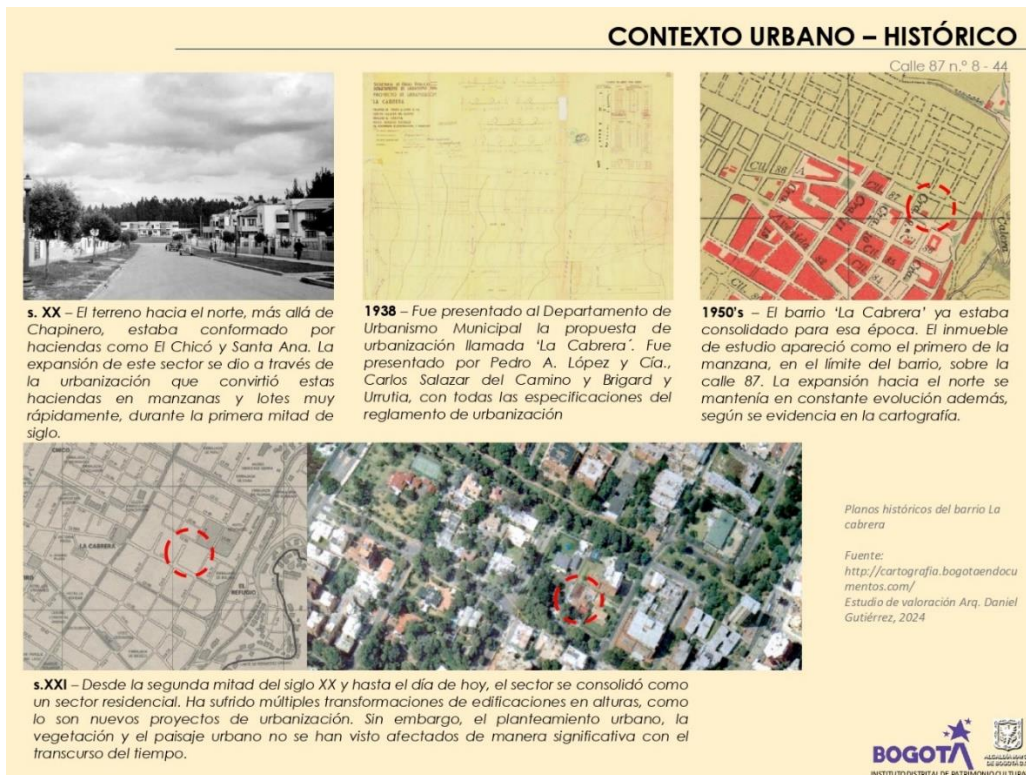 CONTEXTO URBANO – HISTÓRICO
Calle 87 n.º 8 - 44
PROYECTO DE URBANIZACION
LA CABRERA
s. XX – El terreno hacia el norte, más allá de
Chapinero, estaba conformado por
haciendas como El Chicó y Santa Ana. La
expansión de este sector se dio a través de
la urbanización que convirtió estas
haciendas en manzanas y lotes muy
rápidamente, durante la primera mitad de
siglo.
1938 – Fue presentado al Departamento de
Urbanismo Municipal la propuesta de
urbanización llamada ‘La Cabrera´. Fue
presentado por Pedro A. López y Cía.,
Carlos Salazar del Camino y Brigard y
Urrutia, con todas las especificaciones del
reglamento de urbanización
1950’s – El barrio ‘La Cabrera’ ya estaba
consolidado para esa época. El inmueble
de estudio apareció como el primero de la
manzana, en el límite del barrio, sobre la
calle 87. La expansión hacia el norte se
mantenía en constante evolución además,
según se evidencia en la cartografía.
CHICO
LA CABRERA
EL
REFUGIO
Planos históricos del barrio La
cabrera
Fuente:
http://cartografia.bogotaendocu
mentos.com/
Estudio de valoración Arq. Daniel
Gutiérrez, 2024
s.XXI – Desde la segunda mitad del siglo XX y hasta el día de hoy, el sector se consolidó como
un sector residencial. Ha sufrido múltiples transformaciones de edificaciones en alturas, como
lo son nuevos proyectos de urbanización. Sin embargo, el planteamiento urbano, la
vegetación y el paisaje urbano no se han visto afectados de manera significativa con el
transcurso del tiempo.
BOGOTÁ
INSTITUTO DISTRITAL DE PATRIMONIO CULTURAL